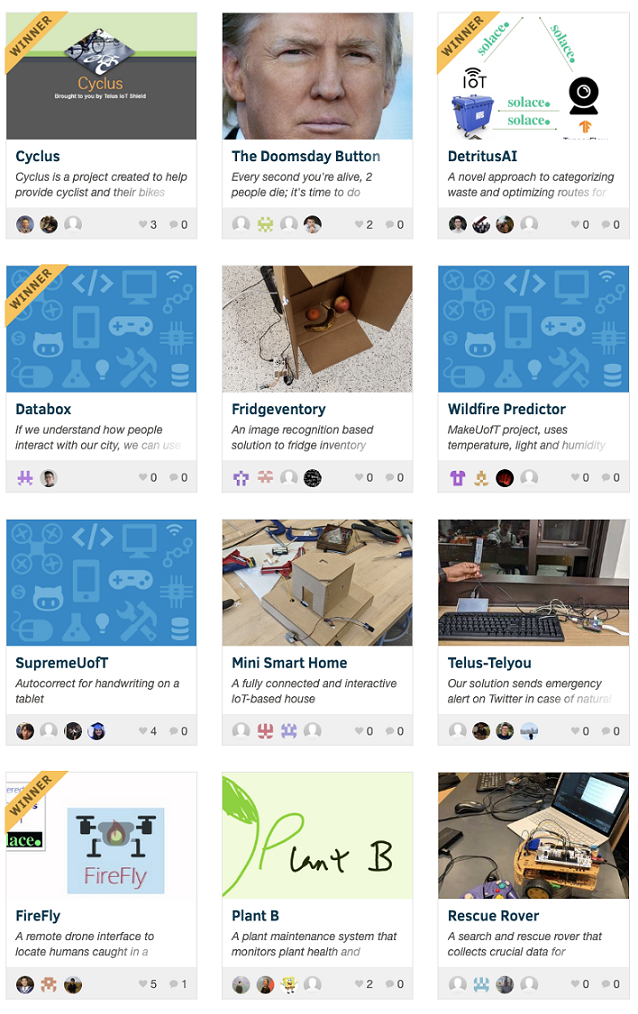 WINNER
Cyclus
Brought to you by Telus IoT Shield
Cyclus
Cyclus is a project created to help
provide cyclist and their bikes
3 0
The Doomsday Button
Every second you're alive, 2
people die; it's time to do
2 0
WINNER
solace.
solace.
IoT
solace.
solace.
DetritusAI
A novel approach to categorizing
waste and optimizing routes for
0 0
WINNER
Databox
If we understand how people
interact with our city, we can use
0 0
Fridgeventory
An image recognition based
solution to fridge inventory
0 0
Wildfire Predictor
MakeUofT project, uses
temperature, light and humidity
0 0
SupremeUofT
Autocorrect for handwriting on a
tablet
4 0
Mini Smart Home
A fully connected and interactive
IoT-based house
0 0
Telus-Telyou
Our solution sends emergency
alert on Twitter in case of natural
0 0
WINNER
FireFly
FireFly
A remote drone interface to
locate humans caught in a
5 1
Plant B
Plant B
A plant maintenance system that
monitors plant health and
2 0
Rescue Rover
A search and rescue rover that
collects crucial data for
0 0